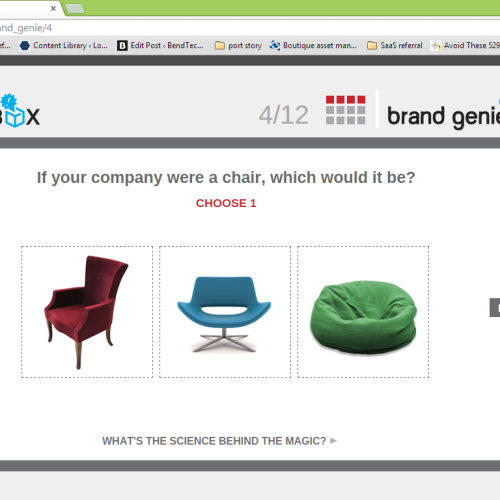 and_genie/4
ef...
Content Library › Lo...
Edit Post ‹ BendTec...
port story
Boutique asset man...
SaaS referral
Avoid These 529
X
4/12
brand genie
If your company were a chair, which would it be?
CHOOSE 1
WHAT'S THE SCIENCE BEHIND THE MAGIC?